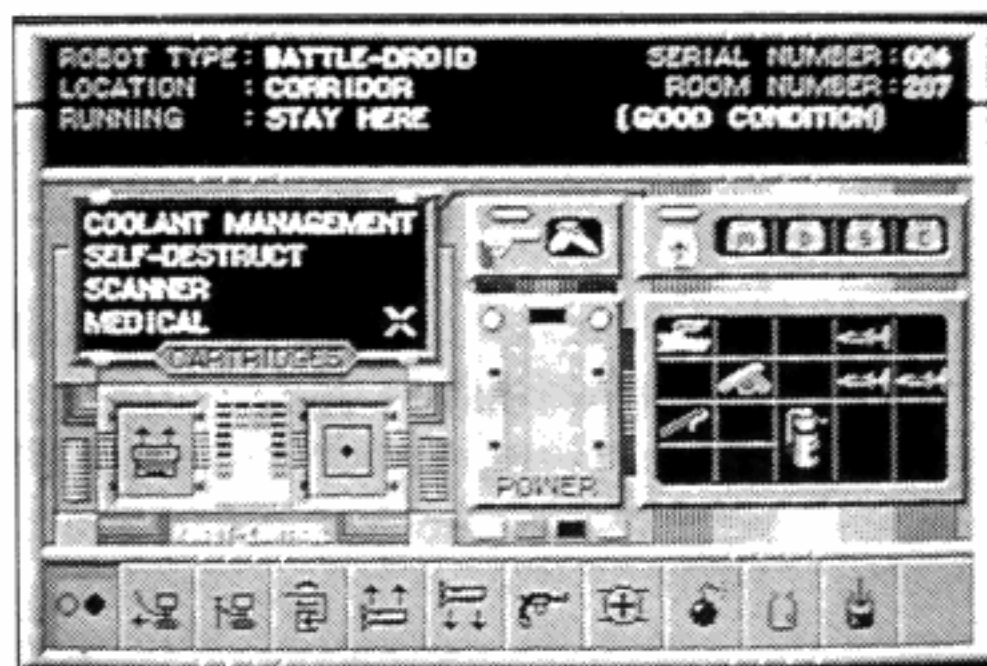 ROBOT TYPE: BATTLE-DROID SERIAL NUMBER: 006
LOCATION : CORRIDOR ROOM NUMBER: 207
RUNNING : STAY HERE (GOOD CONDITION)
COOLANT MANAGEMENT
SELF-DESTRUCT
SCANNER
MEDICAL
CARTRIDGES
M D S C
POWER